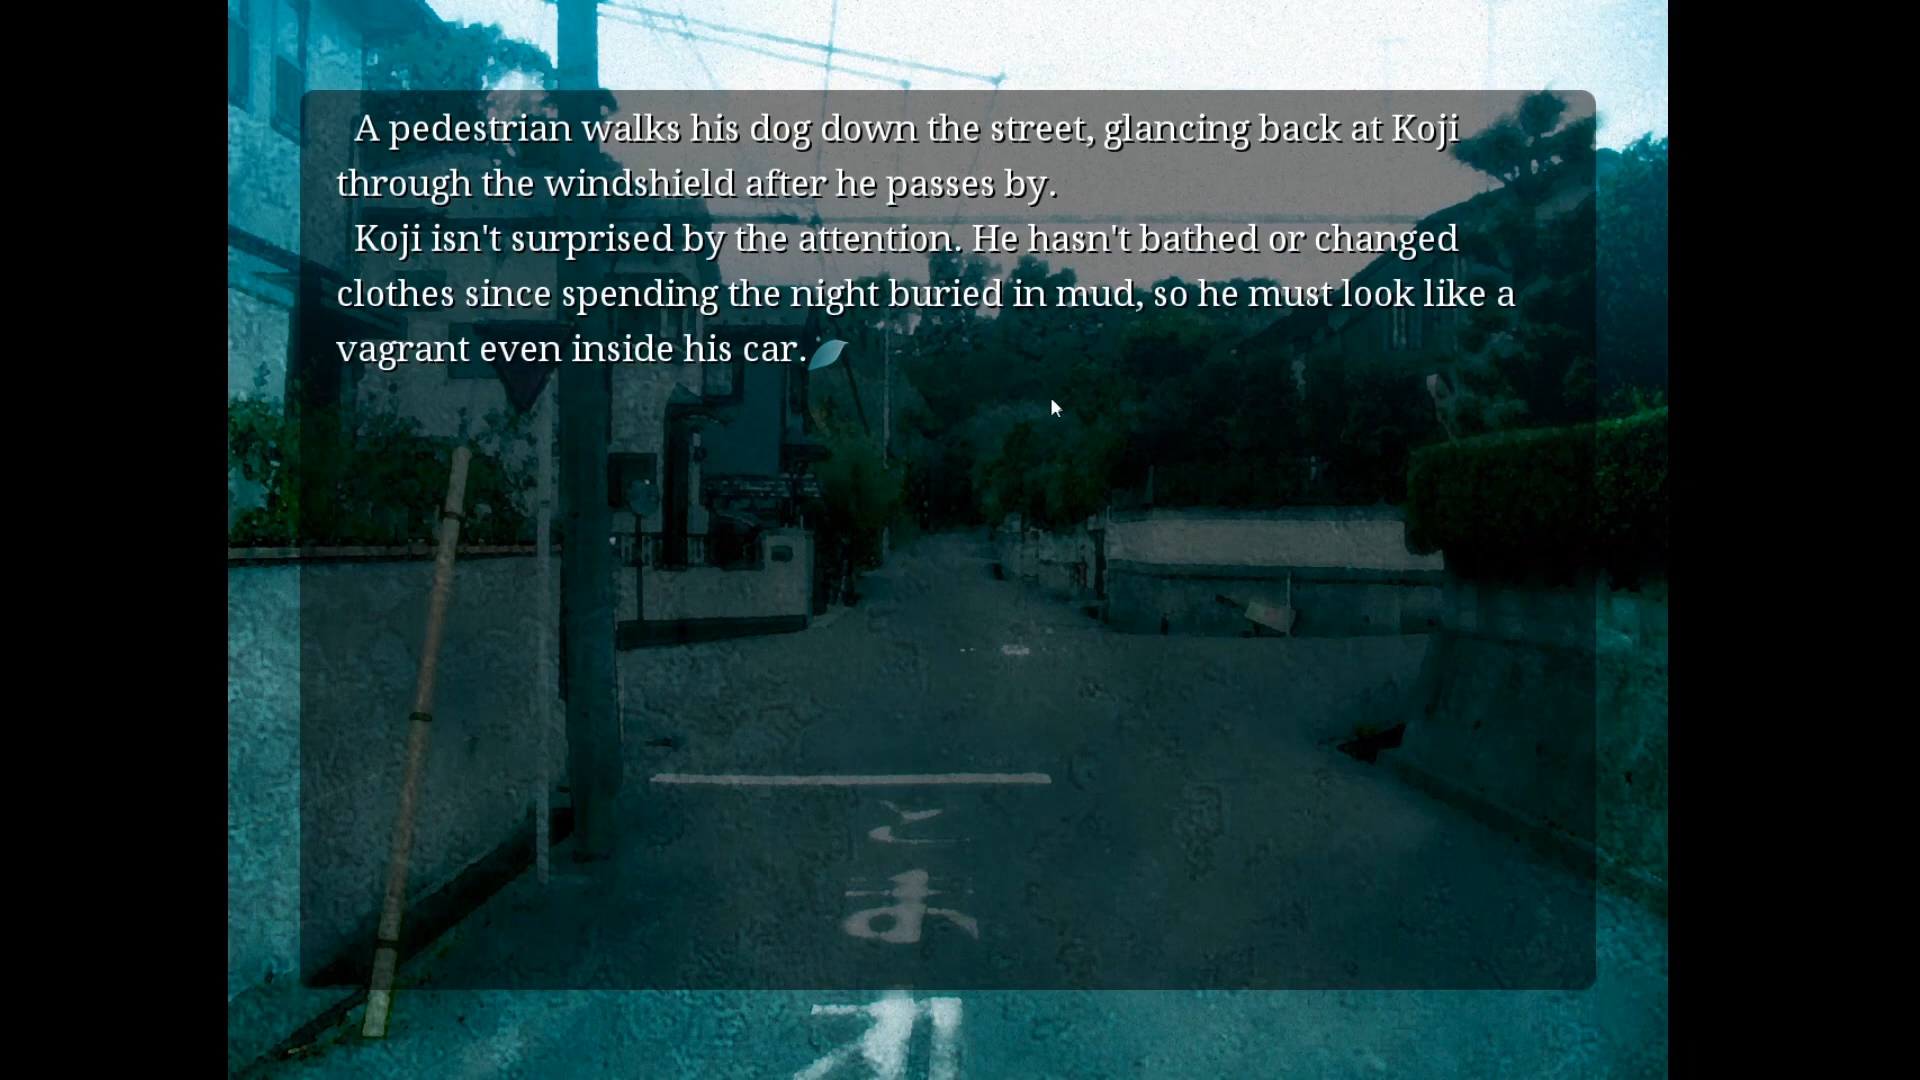 A pedestrian walks his dog down the street, glancing back at Koji
through the windshield after he passes by.
Koji isn't surprised by the attention. He hasn't bathed or changed
clothes since spending the night buried in mud, so he must look like a
vagrant even inside his car.
と
ま
れ